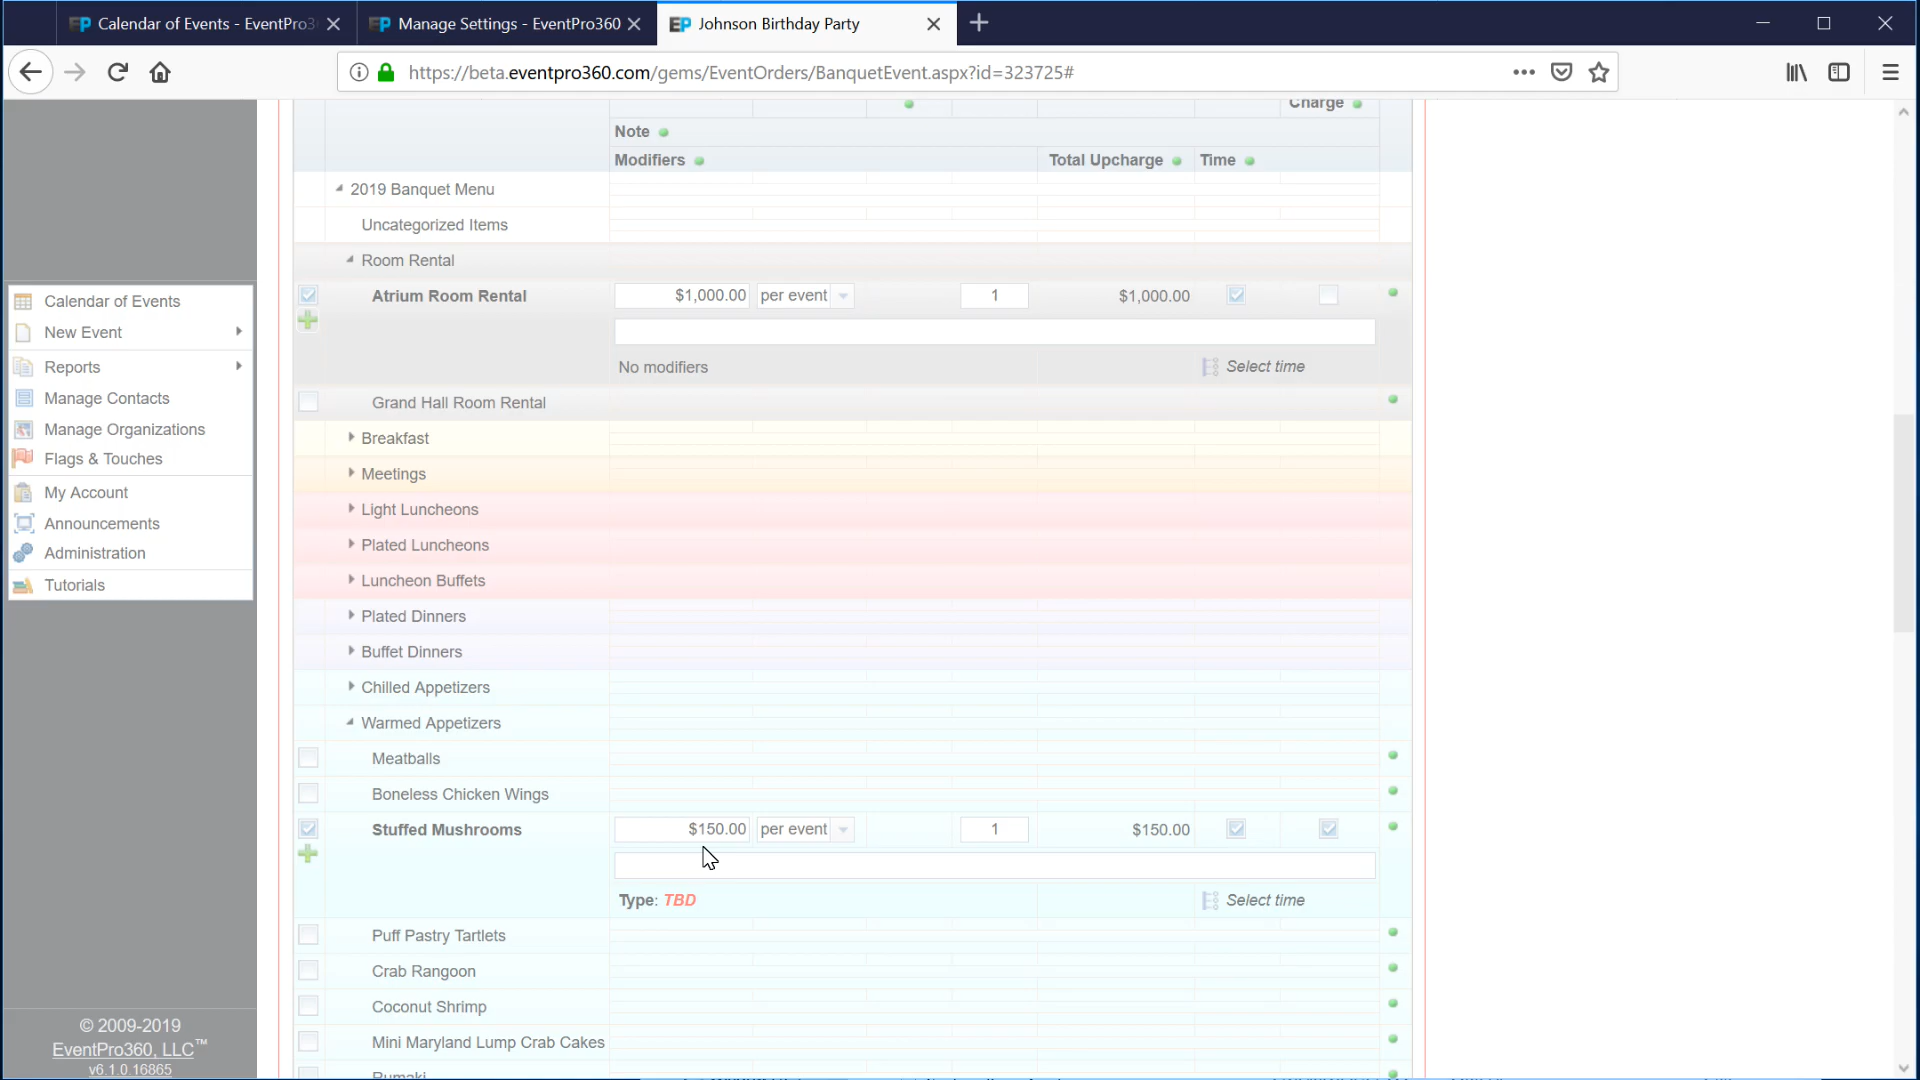 Calendar of Events - EventPro3
Manage Settings - EventPro360
Johnson Birthday Party
https://beta.eventpro360.com/gems/EventOrders/BanquetEvent.aspx?id=323725#
Charge
Note
Modifiers Total Upcharge Time
2019 Banquet Menu
Uncategorized Items
Room Rental
Atrium Room Rental $1,000.00 per event 1 $1,000.00
No modifiers Select time
Grand Hall Room Rental
Breakfast
Meetings
Light Luncheons
Plated Luncheons
Luncheon Buffets
Plated Dinners
Buffet Dinners
Chilled Appetizers
Warmed Appetizers
Meatballs
Boneless Chicken Wings
Stuffed Mushrooms $150.00 per event 1 $150.00
Type: TBD Select time
Puff Pastry Tartlets
Crab Rangoon
Coconut Shrimp
Mini Maryland Lump Crab Cakes
Rumaki
Calendar of Events
New Event
Reports
Manage Contacts
Manage Organizations
Flags & Touches
My Account
Announcements
Administration
Tutorials
© 2009-2019
EventPro360, LLC™
v6.1.0.16865